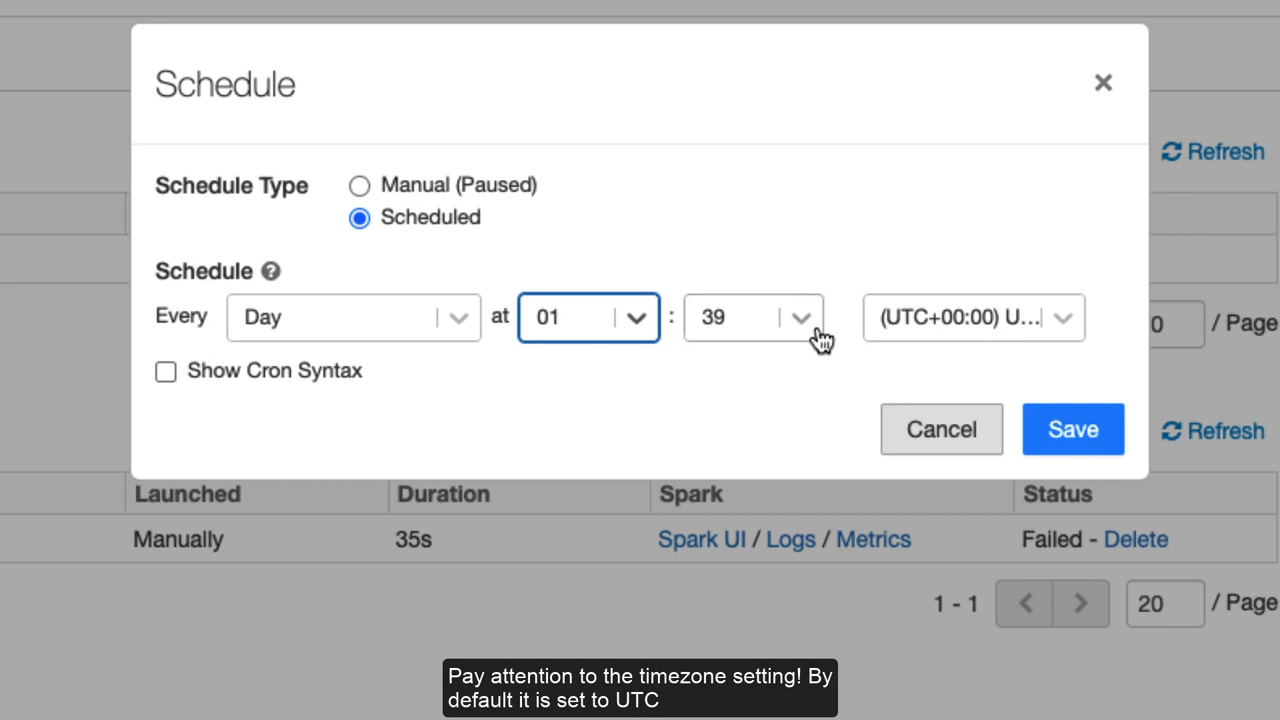 Schedule ×
Refresh
Schedule Type Manual (Paused)
Scheduled
Schedule ?
Every Day at 01 : 39 (UTC+00:00) U...
0 / Page
Show Cron Syntax
Cancel Save
Refresh
Launched Duration Spark Status
Manually 35s Spark UI / Logs / Metrics Failed - Delete
1 - 1 < > 20 / Page
Pay attention to the timezone setting! By
default it is set to UTC